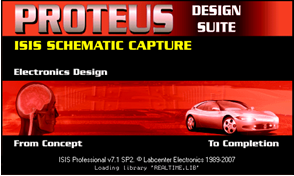 PROTEUS DESIGN SUITE
ISIS SCHEMATIC CAPTURE
Electronics Design
From Concept To Completion
ISIS Professional v7.1 SP2. © Labcenter Electronics 1989-2007
Loading library "REALTIME.LIB"